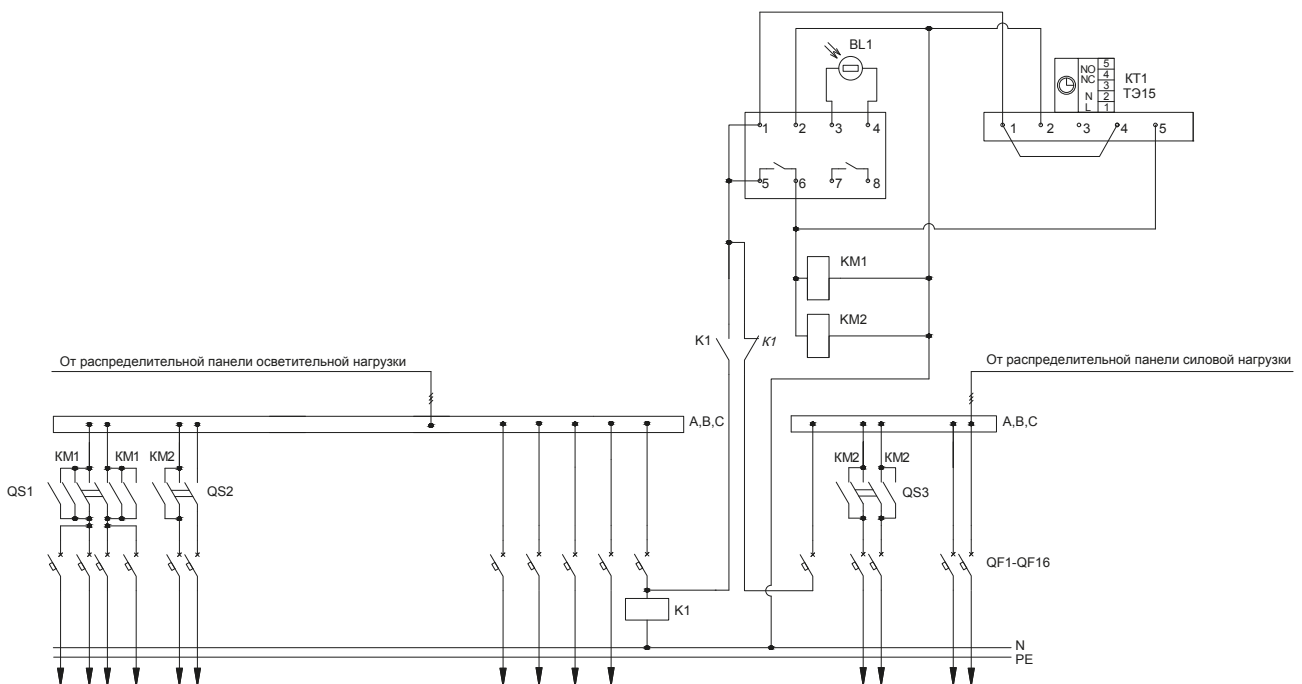 BL1
NO
NC
N
L
5
4
3
2
1
КТ1
ТЭ15
1
2
3
4
1
2
3
4
5
5
6
7
8
KM1
KM2
K1
K1
От распределительной панели осветительной нагрузки
От распределительной панели силовой нагрузки
A,B,C
A,B,C
KM1
KM1
KM2
KM2
KM2
QS1
QS2
QS3
QF1-QF16
K1
N
PE